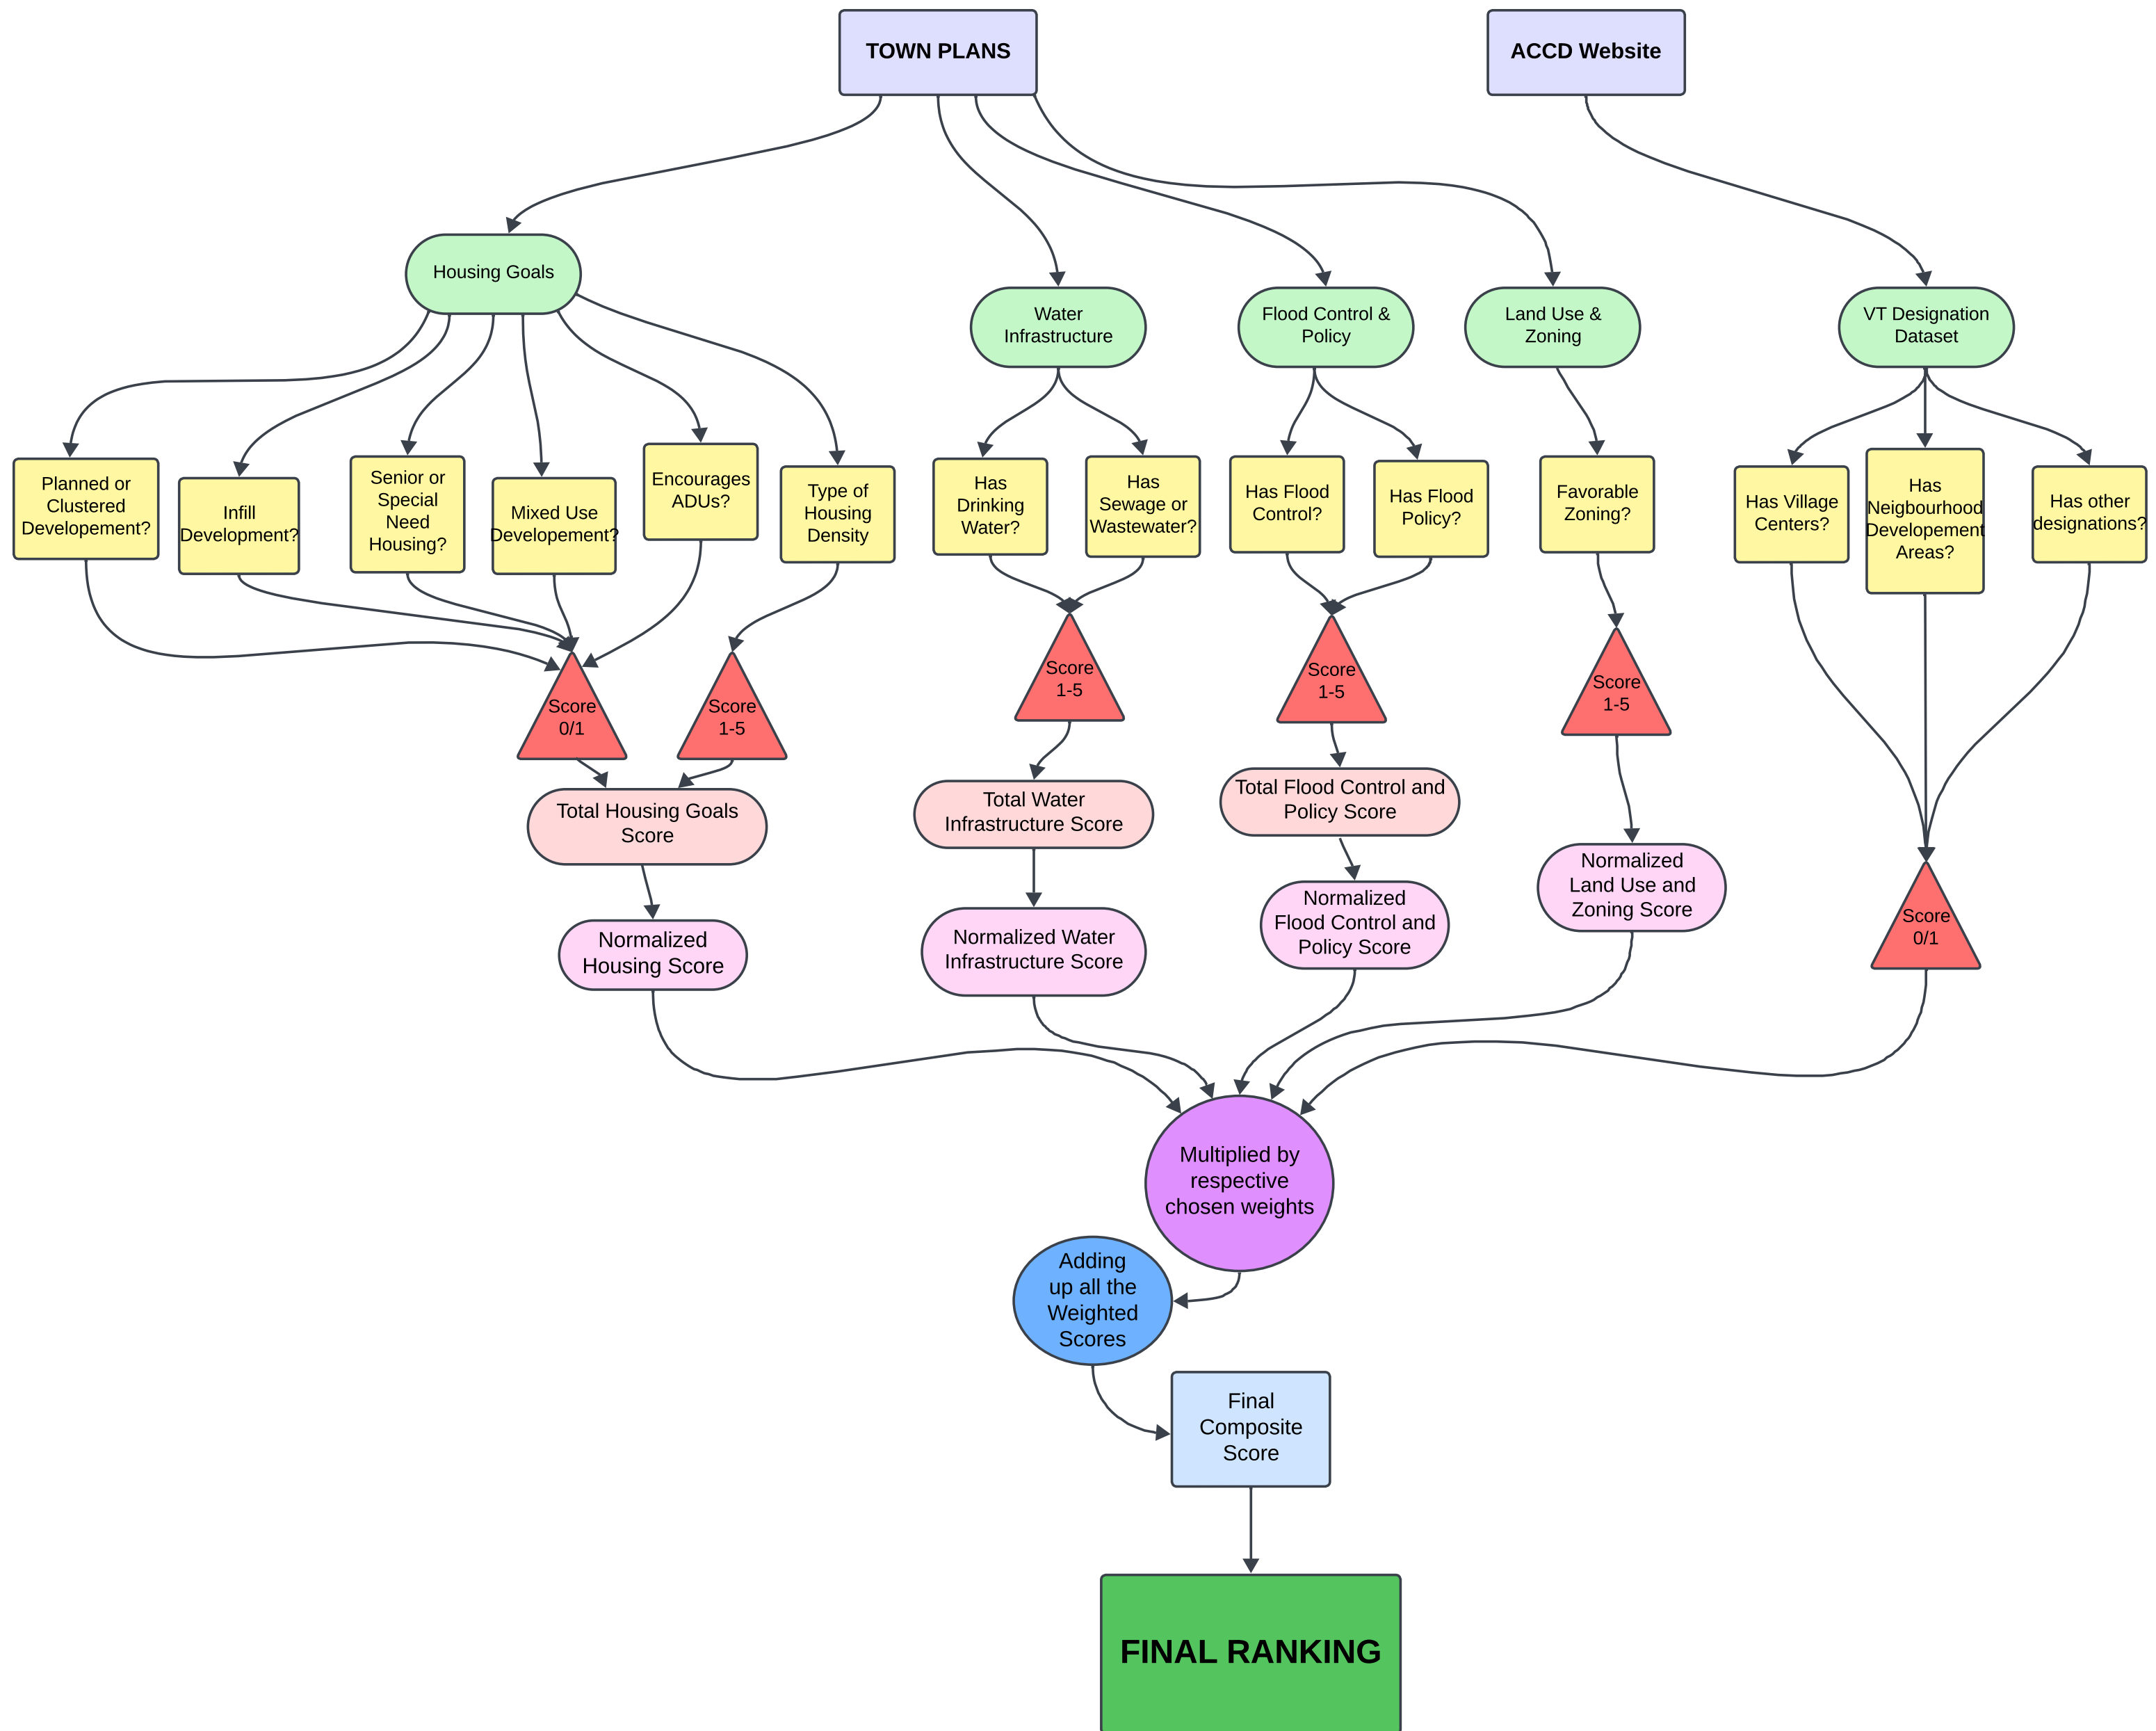 TOWN PLANS
ACCD Website
Housing Goals
Water
Infrastructure
Flood Control &
Policy
Land Use &
Zoning
VT Designation
Dataset
Planned or
Clustered
Developement?
Infill
Development?
Senior or
Special
Need
Housing?
Mixed Use
Developement?
Encourages
ADUs?
Type of
Housing
Density
Has
Drinking
Water?
Has
Sewage or
Wastewater?
Has Flood
Control?
Has Flood
Policy?
Favorable
Zoning?
Has Village
Centers?
Has
Neigbourhood
Developement
Areas?
Has other
designations?
Score
0/1
Score
1-5
Score
1-5
Score
1-5
Score
1-5
Score
0/1
Total Housing Goals
Score
Total Water
Infrastructure Score
Total Flood Control and
Policy Score
Normalized
Housing Score
Normalized Water
Infrastructure Score
Normalized
Flood Control and
Policy Score
Normalized
Land Use and
Zoning Score
Multiplied by
respective
chosen weights
Adding
up all the
Weighted
Scores
Final
Composite
Score
FINAL RANKING